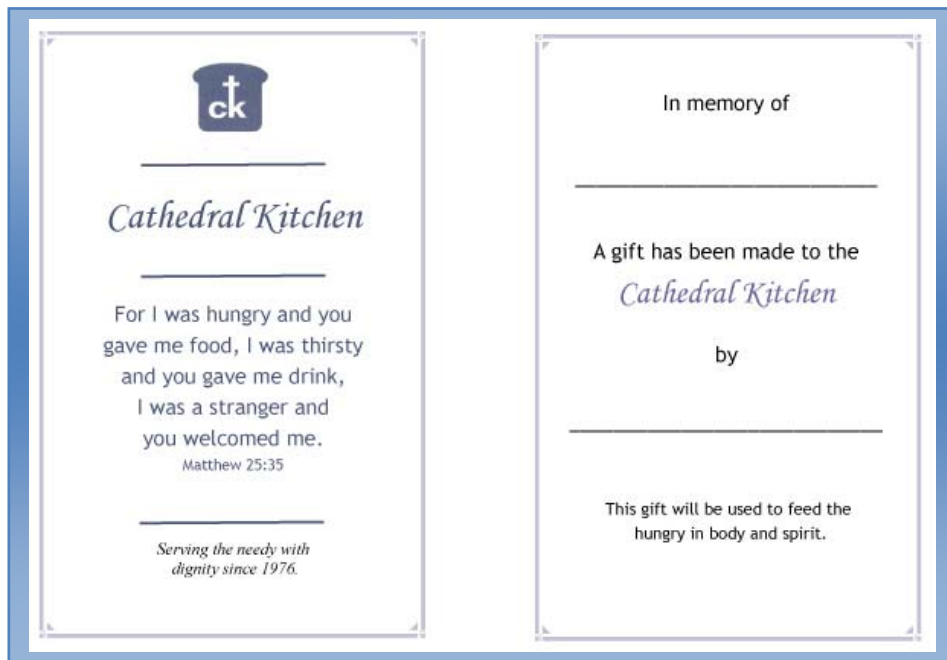 ck
Cathedral Kitchen
For I was hungry and you
gave me food, I was thirsty
and you gave me drink,
I was a stranger and
you welcomed me.
Matthew 25:35
Serving the needy with
dignity since 1976.
In memory of
A gift has been made to the
Cathedral Kitchen
by
This gift will be used to feed the
hungry in body and spirit.